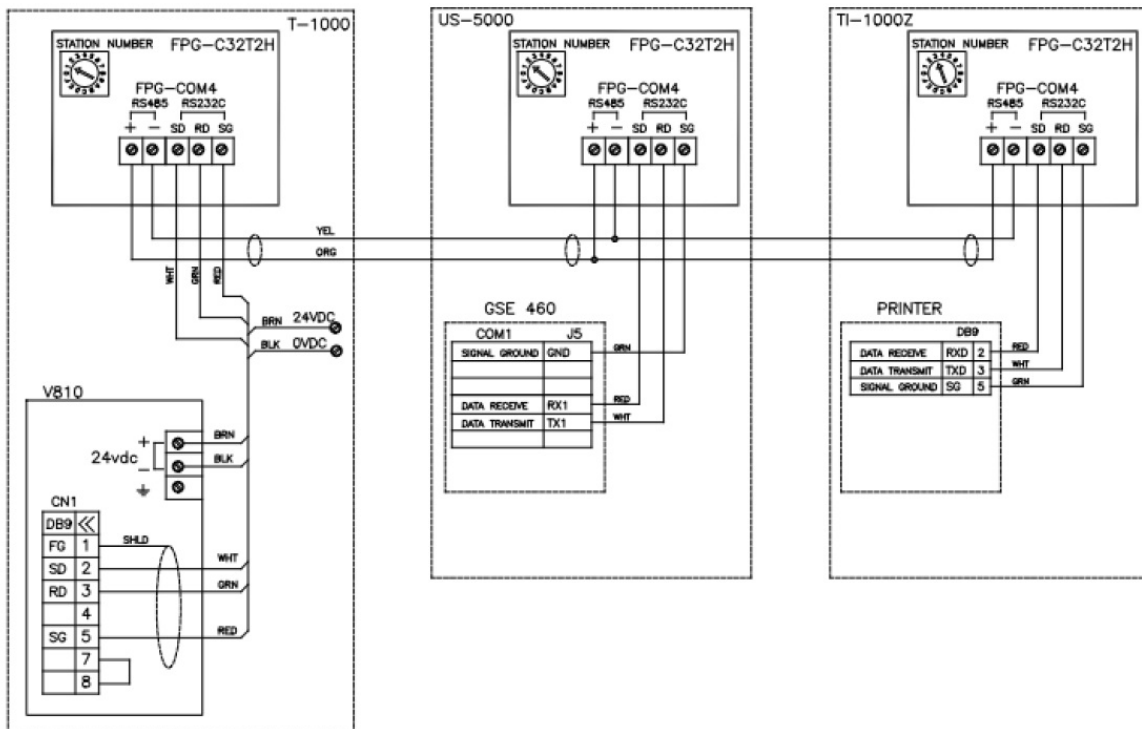 T-1000
STATION NUMBER FPG-C32T2H
FPG-COM4
RS485 RS232C
+ - SD RD SG
YEL
ORG
WHT
GRN
RED
BRN 24VDC
BLK 0VDC
V810
+ BRN
24vdc
- BLK
CN1
DB9
FG 1 SHLD
SD 2 WHT
RD 3 GRN
4
SG 5 RED
7
8
US-5000
STATION NUMBER FPG-C32T2H
FPG-COM4
RS485 RS232C
+ - SD RD SG
GSE 460
COM1 J5
SIGNAL GROUND GND GRN
DATA RECEIVE RX1 RED
DATA TRANSMIT TX1 WHT
TI-1000Z
STATION NUMBER FPG-C32T2H
FPG-COM4
RS485 RS232C
+ - SD RD SG
PRINTER
DB9
DATA RECEIVE RXD 2 RED
DATA TRANSMIT TXD 3 WHT
SIGNAL GROUND SG 5 GRN